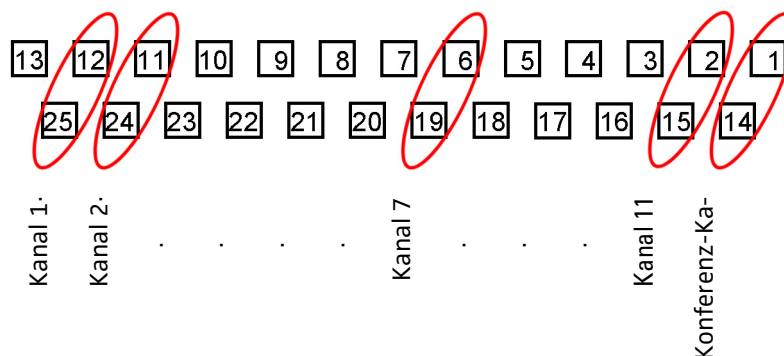 13 12 11 10 9 8 7 6 5 4 3 2 1
25 24 23 22 21 20 19 18 17 16 15 14
Kanal 1.
Kanal 2.
. . . .
Kanal 7
. . .
Kanal 11
Konferenz-Ka-